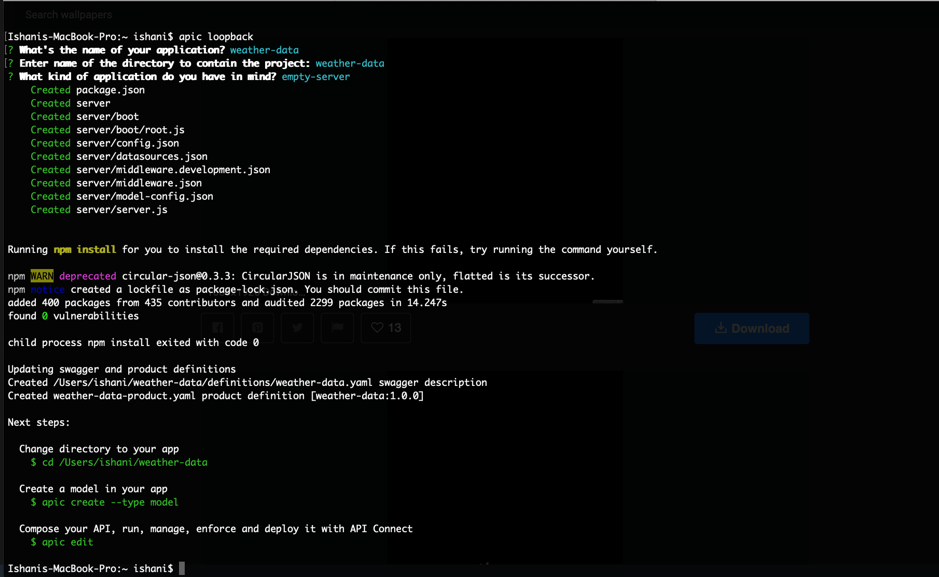 Search wallpapers
[Ishanis-MacBook-Pro:~ ishani$ apic loopback
[? What's the name of your application? weather-data
[? Enter name of the directory to contain the project: weather-data
? What kind of application do you have in mind? empty-server
Created package.json
Created server
Created server/boot
Created server/boot/root.js
Created server/config.json
Created server/datasources.json
Created server/middleware.development.json
Created server/middleware.json
Created server/model-config.json
Created server/server.js
Running npm install for you to install the required dependencies. If this fails, try running the command yourself.
npm WARN deprecated circular-json@0.3.3: CircularJSON is in maintenance only, flatted is its successor.
npm notice created a lockfile as package-lock.json. You should commit this file.
added 400 packages from 435 contributors and audited 2299 packages in 14.247s
found 0 vulnerabilities
13
Download
child process npm install exited with code 0
Updating swagger and product definitions
Created /Users/ishani/weather-data/definitions/weather-data.yaml swagger description
Created weather-data-product.yaml product definition [weather-data:1.0.0]
Next steps:
Change directory to your app
$ cd /Users/ishani/weather-data
Create a model in your app
$ apic create --type model
Compose your API, run, manage, enforce and deploy it with API Connect
$ apic edit
Ishanis-MacBook-Pro:~ ishani$